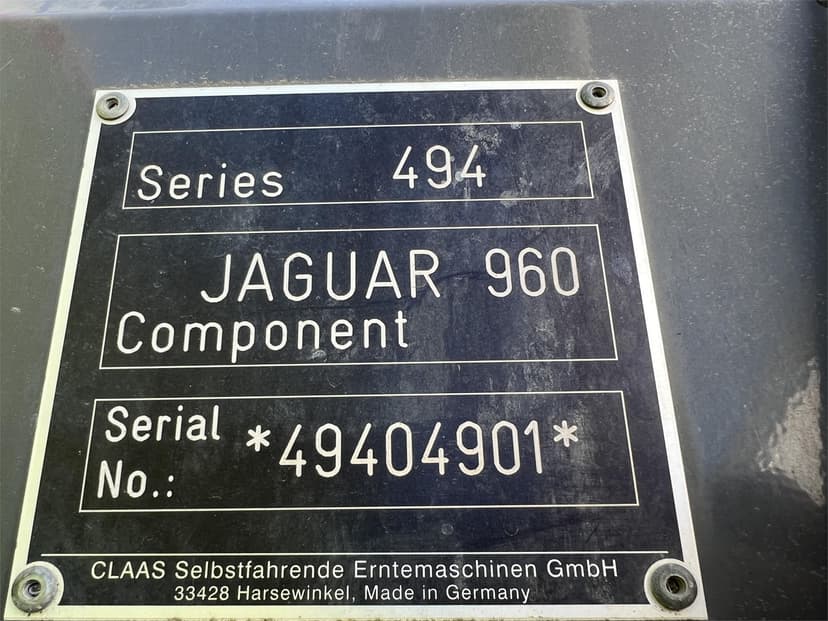 Series 494
JAGUAR 960
Component
Serial
No.: *49404901*
CLAAS Selbstfahrende Erntemaschinen GmbH
33428 Harsewinkel, Made in Germany